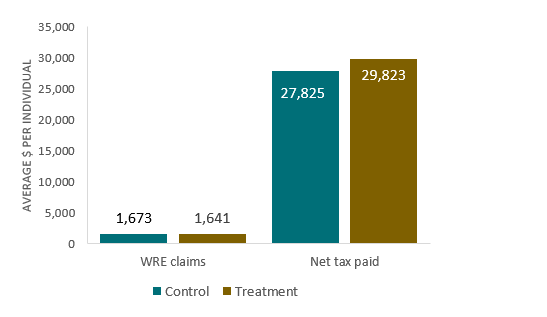 AVERAGE $ PER INDIVIDUAL
35,000
30,000
25,000
20,000
15,000
10,000
5,000
0
1,673
1,641
27,825
29,823
WRE claims
Net tax paid
Control
Treatment